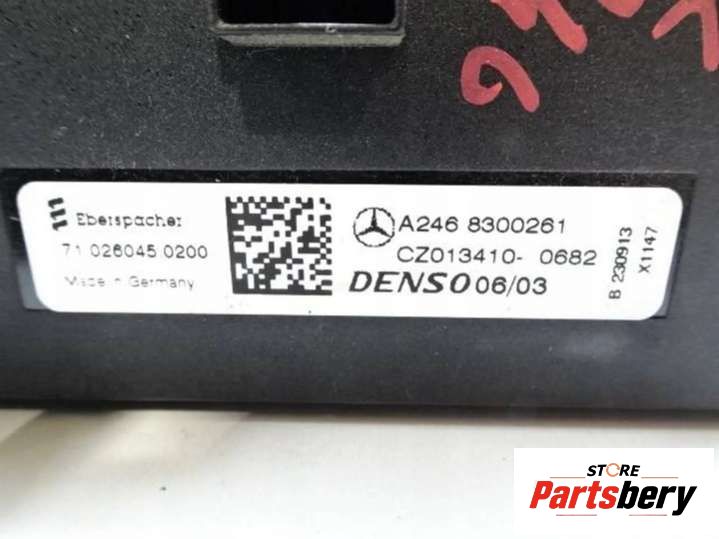 Eberspächer
71 026045 0200
Made in Germany
A246 8300261
CZ013410- 0682
DENSO 06/03
B 230913
X1147
STORE
Partsbery